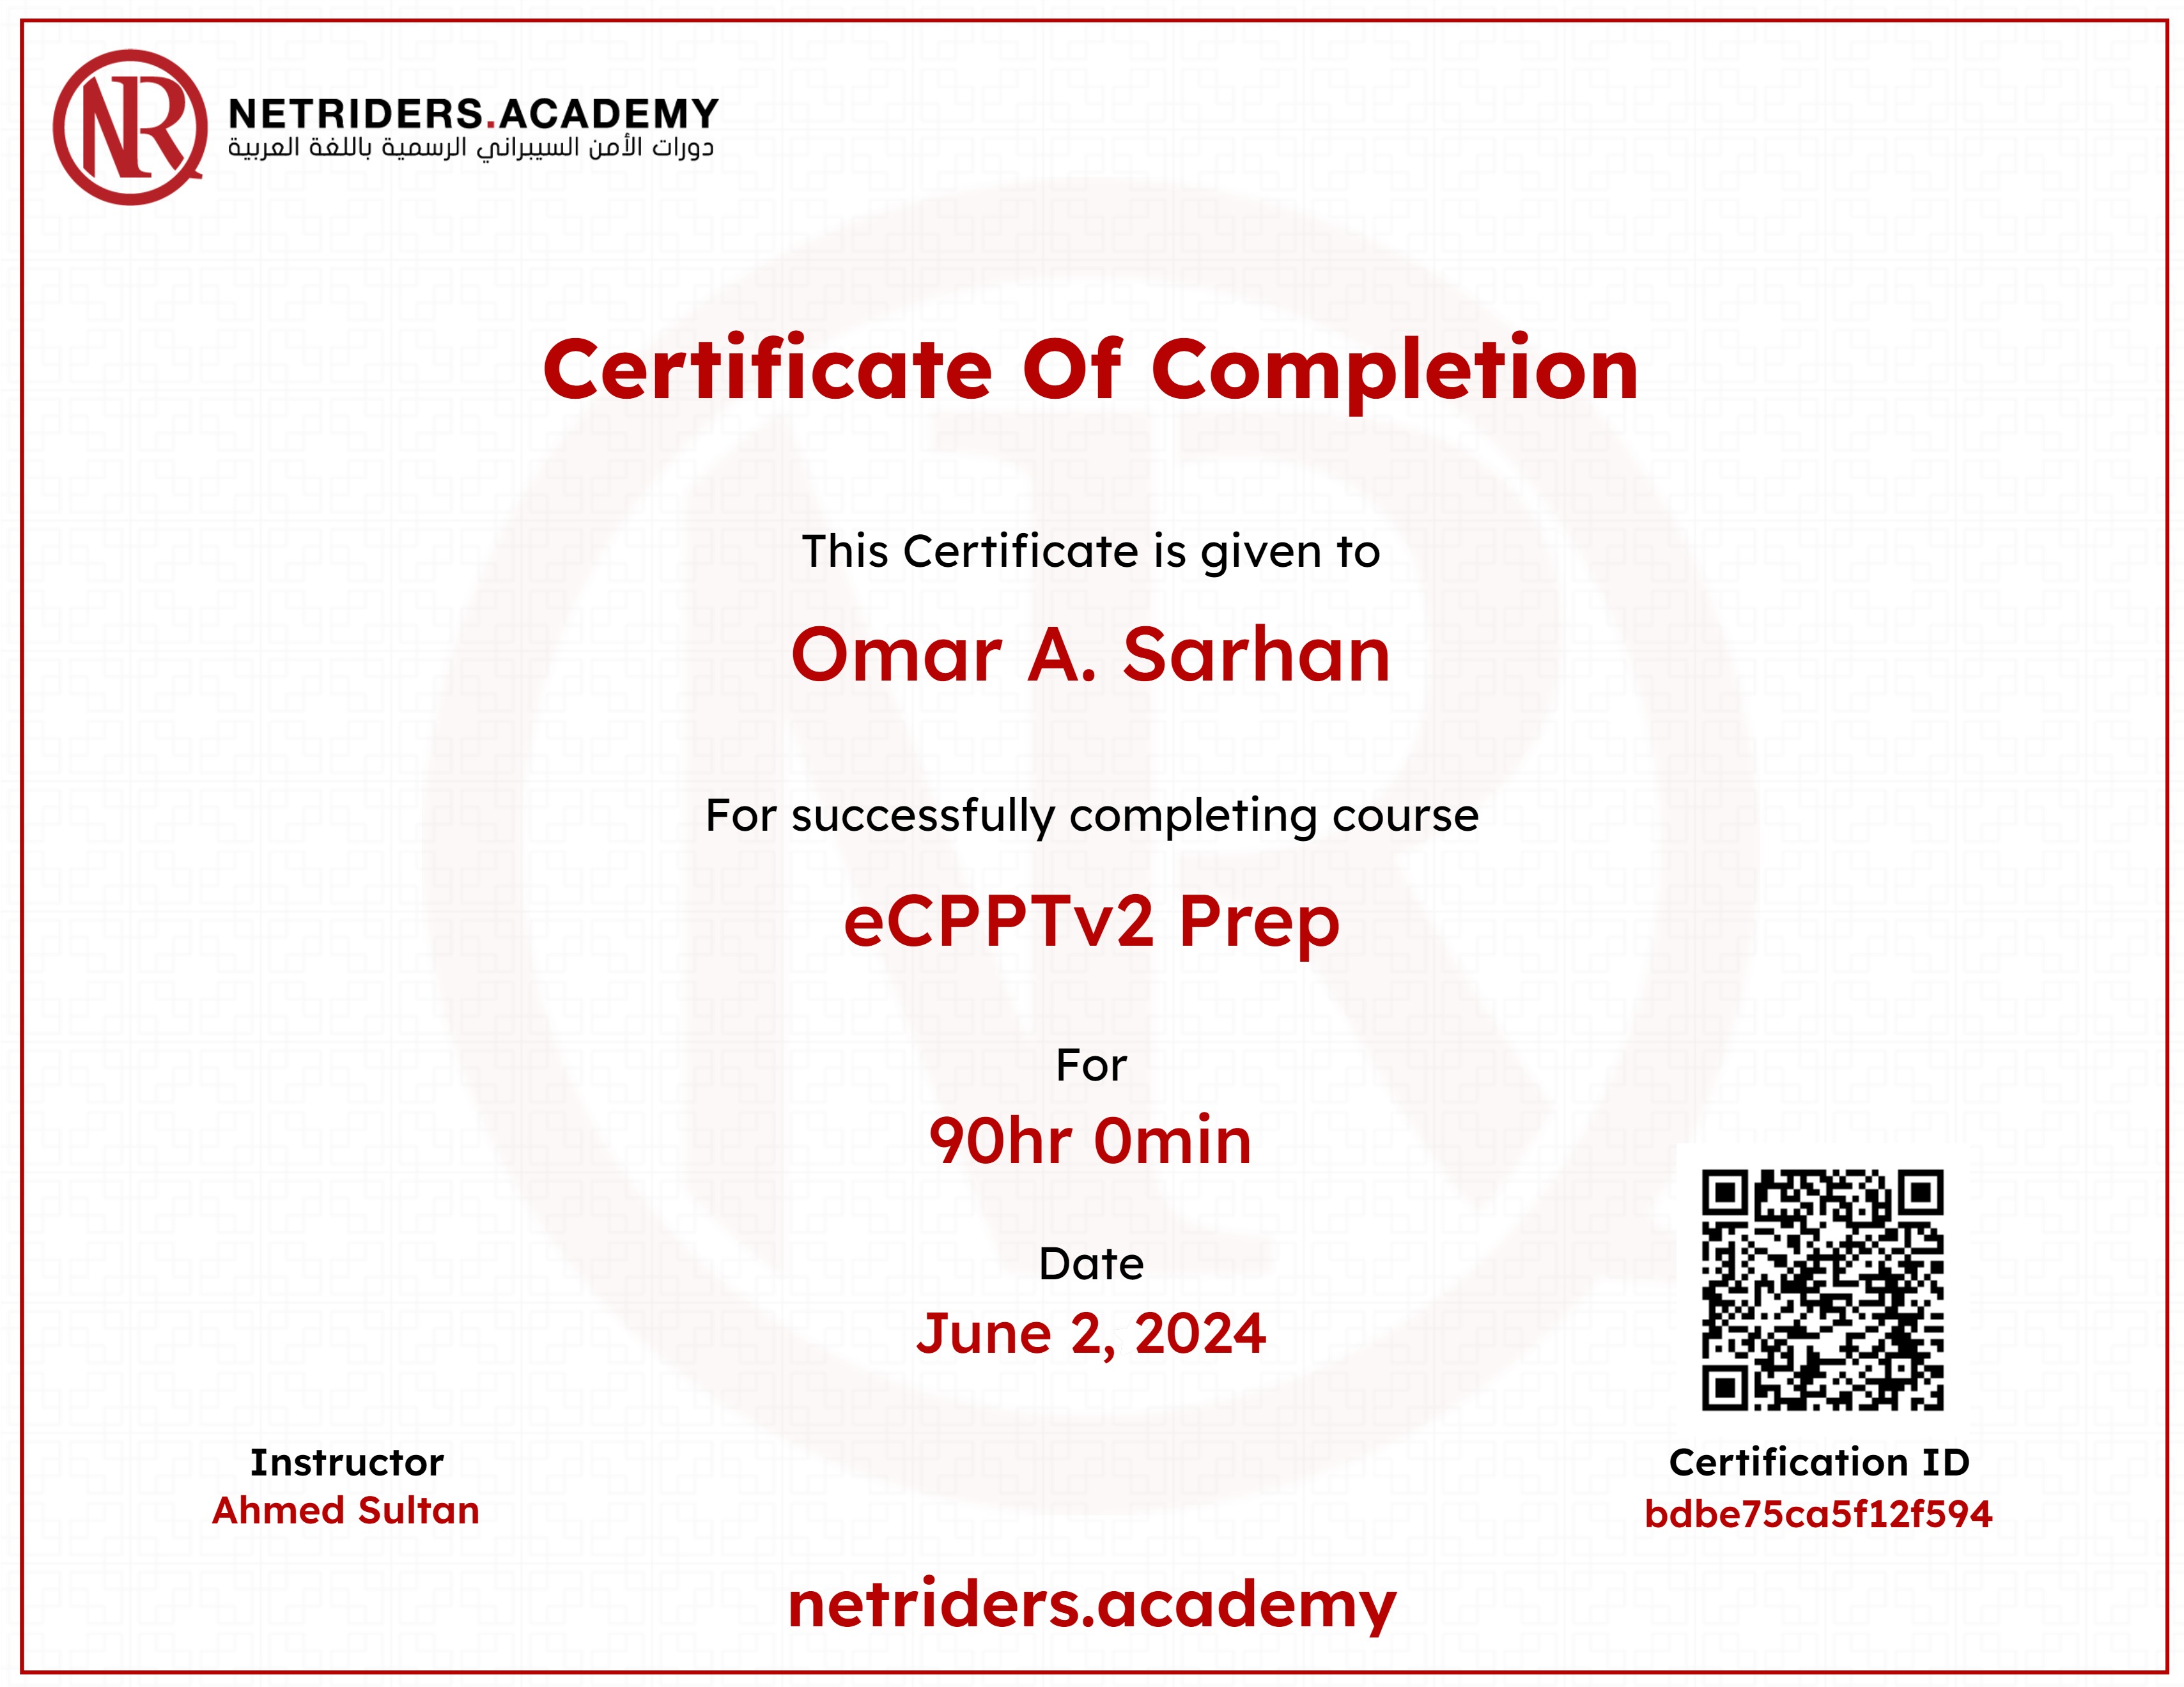 NR
NETRIDERS.ACADEMY
دورات الأمن السيبراني الرسمية باللغة العربية
Certificate Of Completion
This Certificate is given to
Omar A. Sarhan
For successfully completing course
eCPPTv2 Prep
For
90hr 0min
Date
June 2, 2024
Instructor
Ahmed Sultan
Certification ID
bdbe75ca5f12f594
netriders.academy